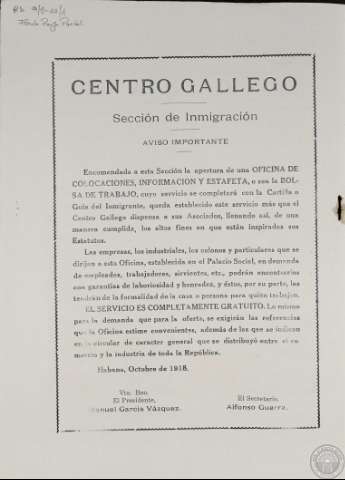 CENTRO GALLEGO
Sección de Inmigración
AVISO IMPORTANTE
Encomendada a esta Sección la apertura de una OFICINA DE
COLOCACIONES, INFORMACION Y ESTAFETA, o sea la BOL-
SA DE TRABAJO, cuyo servicio se completará con la Cartilla o
Guía del Inmigrante, queda establecido este servicio más que el
Centro Gallego dispensa a sus Asociados, llenando así, de una
manera cumplida, los altos fines en que están inspirados sus
Estatutos.
Las empresas, los industriales, los colonos y particulares que se
dirijan a esta Oficina, establecida en el Palacio Social, en demanda
de empleados, trabajadores, sirvientes, etc., podrán encontrarlos
con garantías de laboriosidad y honradez, y éstos, por su parte, las
tendrán de la formalidad de la casa o persona para quien trabajen.
EL SERVICIO ES COMPLETAMENTE GRATUITO. Lo mismo
para la demanda que para la oferta, se exigirán las referencias
que la Oficina estime convenientes, además de las que se indican
en la circular de caracter general que se distribuyó entre el co-
mercio y la industria de toda la República.
Habana, Octubre de 1918.
Vto. Bno.
El Presidente,
Manuel García Vázquez.
El Secretario,
Alfonso Guerra.